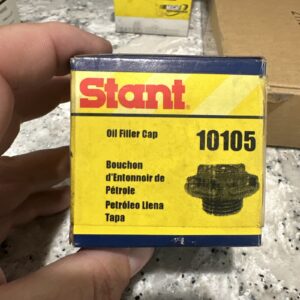 Stant
Oil Filler Cap
10105
Bouchon
d'Entonnoir de
Pétrole
Petróleo Llena
Tapa